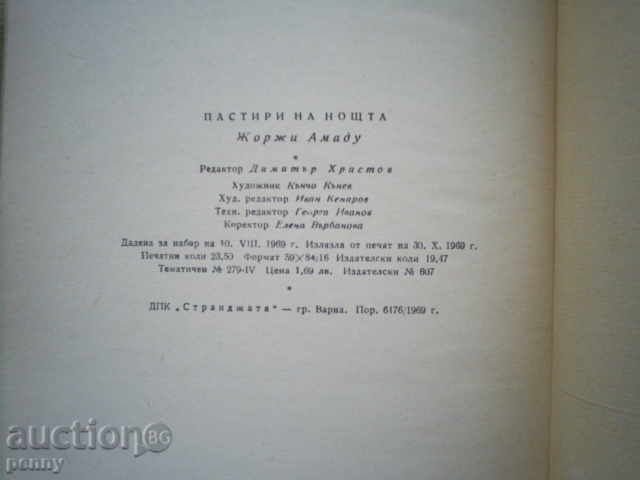 ПАСТИРИ НА НОЩТА
Жоржи Амаду
*
Редактор Димитър Христов
Художник Кънчо Кънев
Худ. редактор Иван Кенаров
Техн. редактор Георги Иванов
Коректор Елена Върбанова
Дадена за набор на 10. VIII. 1969 г. Излязла от печат на 30. X. 1969 г.
Печатни коли 23,50 Формат 59×84/16 Издателски коли 19,47
Тематичен № 279-IV Цена 1,69 лв. Издателски № 807
*
ДПК „Странджата“ — гр. Варна. Пор. 6176/1969 г.
auction BG
penny